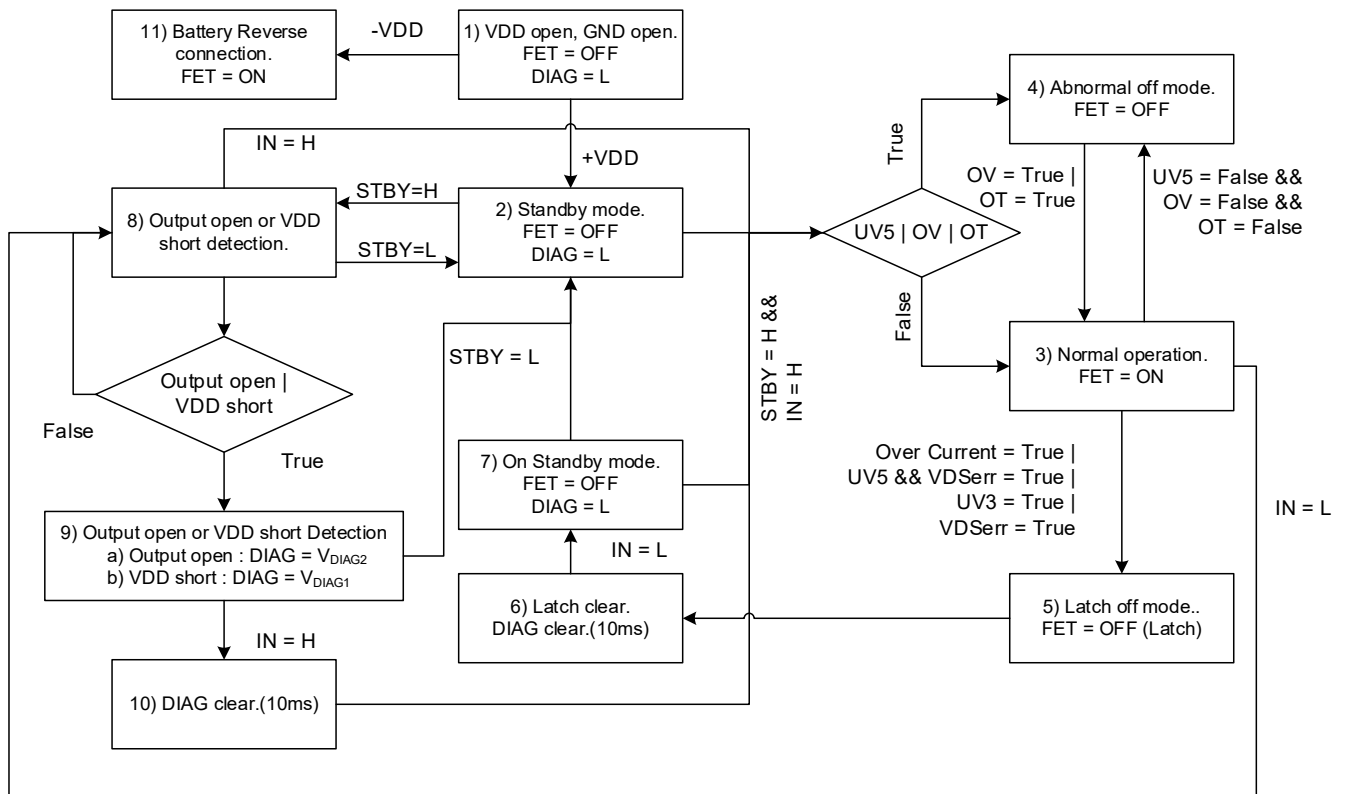 11) Battery Reverse
connection.
FET = ON
-VDD
1) VDD open, GND open.
FET = OFF
DIAG = L
4) Abnormal off mode.
FET = OFF
IN = H
+VDD
True
OV = True |
OT = True
UV5 = False &&
OV = False &&
OT = False
8) Output open or VDD
short detection.
STBY=H
STBY=L
2) Standby mode.
FET = OFF
DIAG = L
UV5 | OV | OT
False
3) Normal operation.
FET = ON
STBY = L
STBY = H &&
IN = H
Output open |
VDD short
False
True
7) On Standby mode.
FET = OFF
DIAG = L
Over Current = True |
UV5 && VDSerr = True |
UV3 = True |
VDSerr = True
IN = L
9) Output open or VDD short Detection
a) Output open : DIAG = VDIAG2
b) VDD short : DIAG = VDIAG1
IN = L
6) Latch clear.
DIAG clear.(10ms)
5) Latch off mode..
FET = OFF (Latch)
IN = H
10) DIAG clear.(10ms)